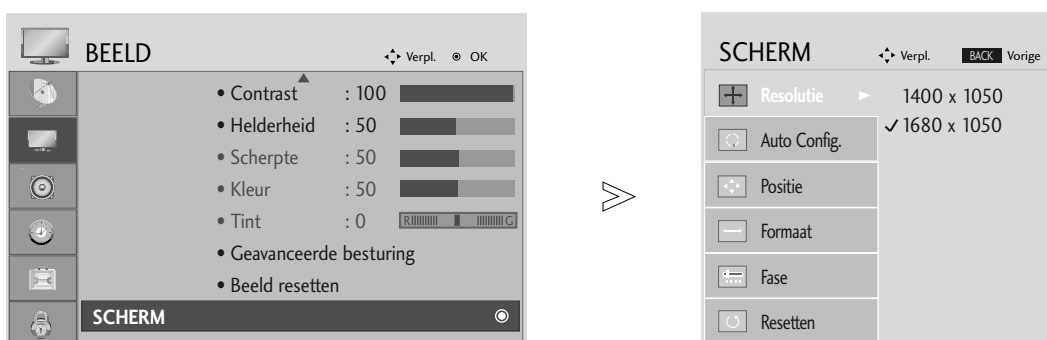 BEELD
Verpl. OK
• Contrast : 100
• Helderheid : 50
• Scherpte : 50
• Kleur : 50
• Tint : 0 R G
• Geavanceerde besturing
• Beeld resetten
SCHERM
SCHERM
Verpl. BACK Vorige
Resolutie ► 1400 x 1050
✓ 1680 x 1050
Auto Config.
Positie
Formaat
Fase
Resetten